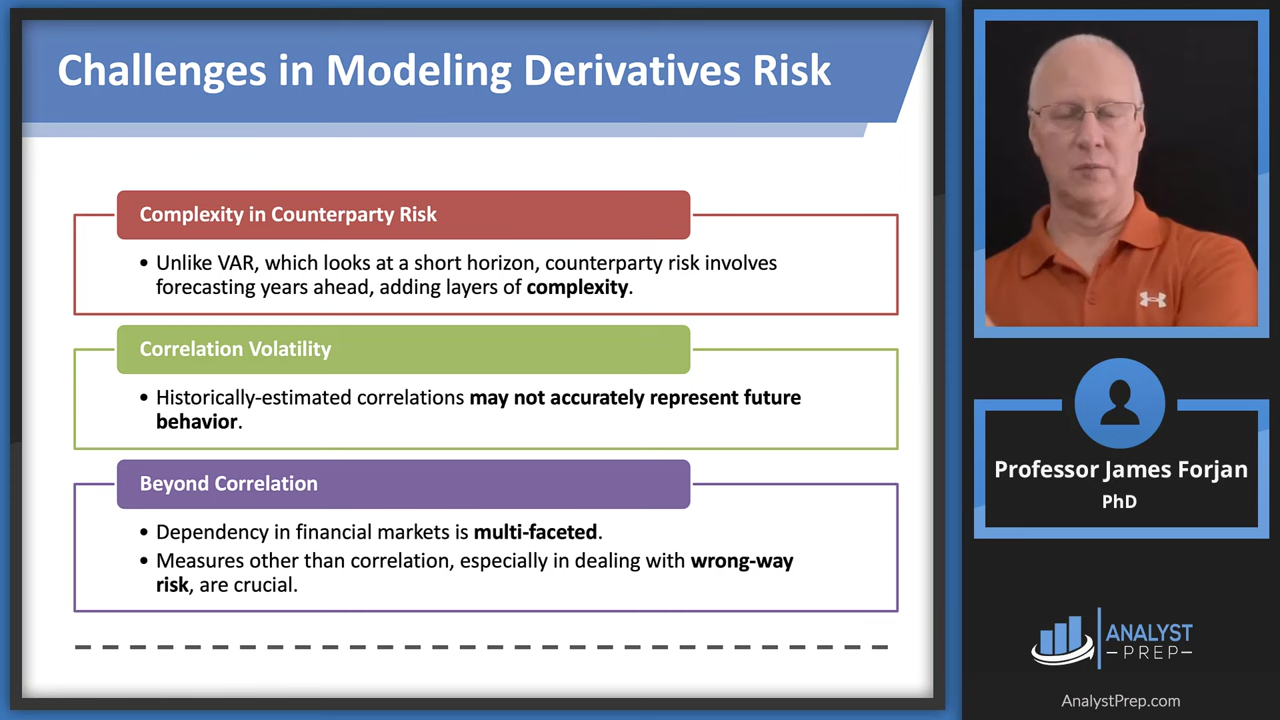 Challenges in Modeling Derivatives Risk
Complexity in Counterparty Risk
• Unlike VAR, which looks at a short horizon, counterparty risk involves
forecasting years ahead, adding layers of complexity.
Correlation Volatility
• Historically-estimated correlations may not accurately represent future
behavior.
Beyond Correlation
• Dependency in financial markets is multi-faceted.
• Measures other than correlation, especially in dealing with wrong-way
risk, are crucial.
Professor James Forjan
PhD
ANALYST
PREP
AnalystPrep.com